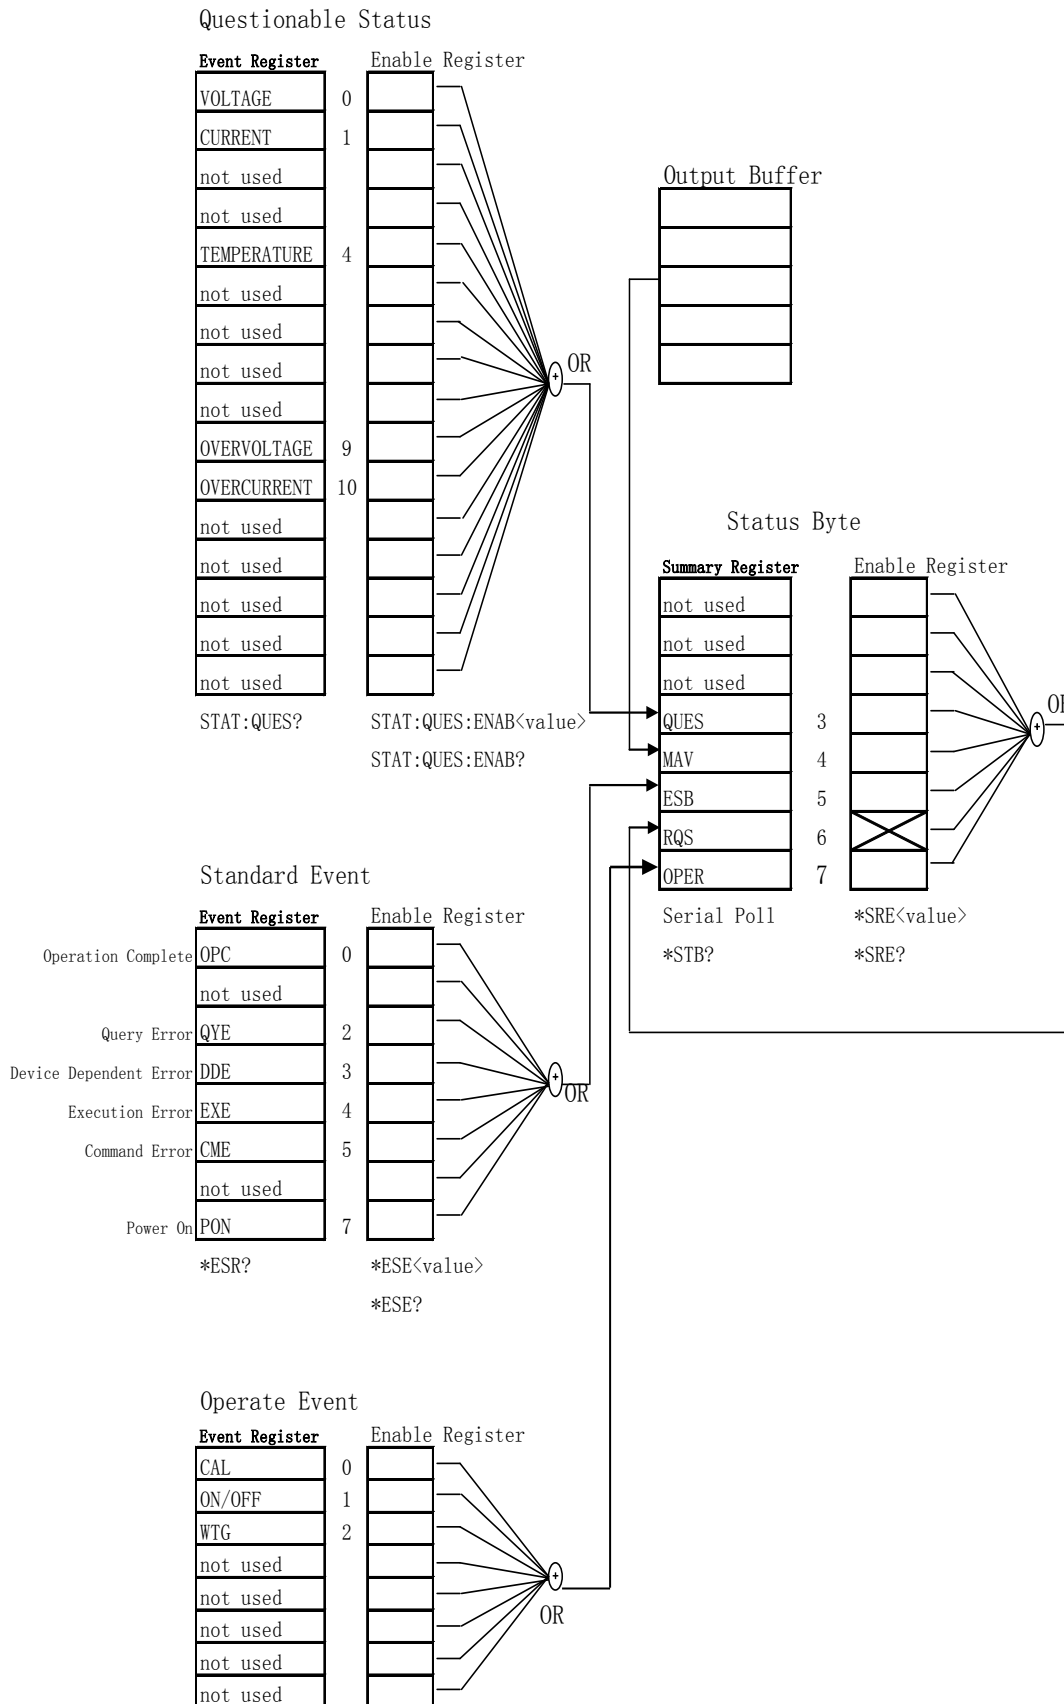 Questionable Status
Event Register
Enable Register
VOLTAGE 0
CURRENT 1
not used
not used
TEMPERATURE 4
not used
not used
not used
not used
OVERVOLTAGE 9
OVERCURRENT 10
not used
not used
not used
not used
not used
+
OR
STAT:QUES?
STAT:QUES:ENAB<value>
STAT:QUES:ENAB?
Output Buffer
Status Byte
Summary Register
Enable Register
not used
not used
not used
QUES 3
MAV 4
ESB 5
RQS 6
OPER 7
+
Serial Poll
*STB?
*SRE<value>
*SRE?
Standard Event
Event Register
Enable Register
Operation Complete OPC 0
not used
Query Error QYE 2
Device Dependent Error DDE 3
Execution Error EXE 4
Command Error CME 5
not used
Power On PON 7
+
OR
*ESR?
*ESE<value>
*ESE?
Operate Event
Event Register
Enable Register
CAL 0
ON/OFF 1
WTG 2
not used
not used
not used
not used
not used
+
OR